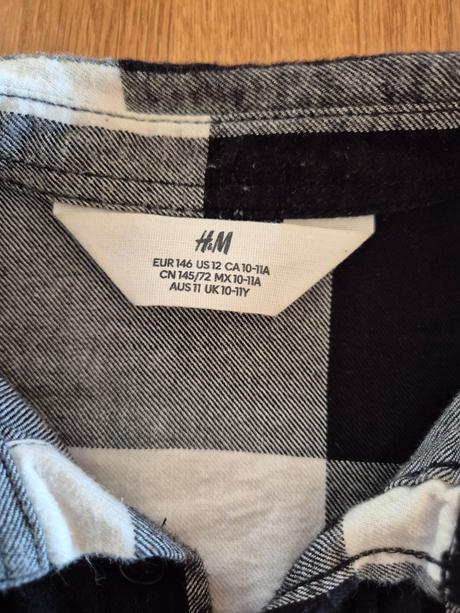 H&M
EUR 146 US 12 CA 10-11A
CN 145/72 MX 10-11A
AUS 11 UK 10-11Y